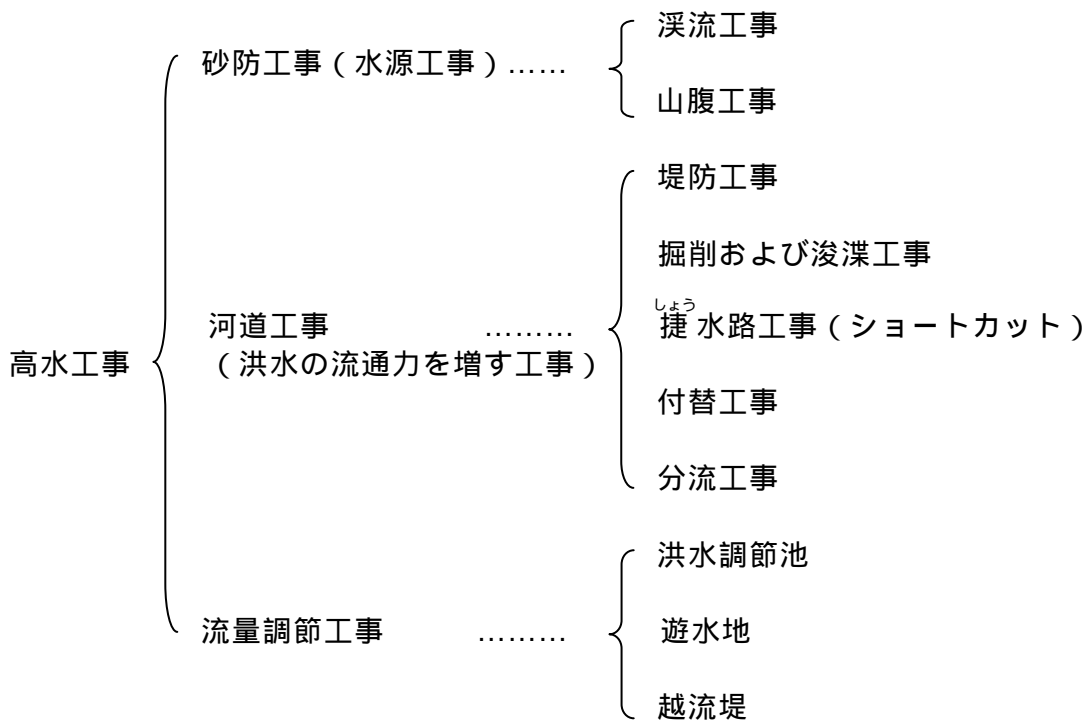 渓流工事
砂防工事(水源工事)……
山腹工事
堤防工事
掘削および浚渫工事
しょう
捷水路工事(ショートカット)
河道工事 ………
(洪水の流通力を増す工事)
高水工事
付替工事
分流工事
洪水調節池
流量調節工事 ………
遊水地
越流堤